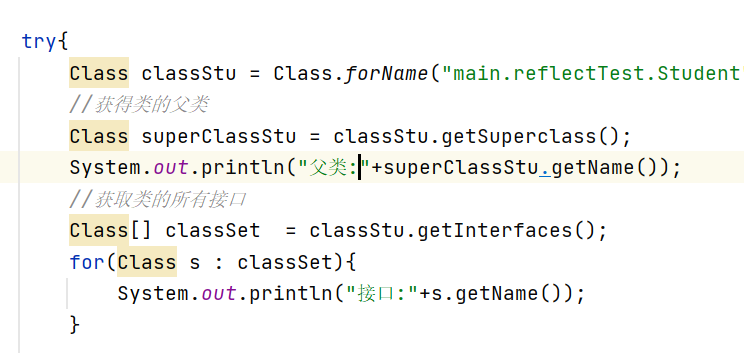 try{
Class classStu = Class.forName("main.reflectTest.Student
//获得类的父类
Class superClassStu = classStu.getSuperclass();
System.out.println("父类:"+superClassStu.getName());
//获取类的所有接口
Class[] classSet  = classStu.getInterfaces();
for(Class s : classSet){
System.out.println("接口:"+s.getName());
}